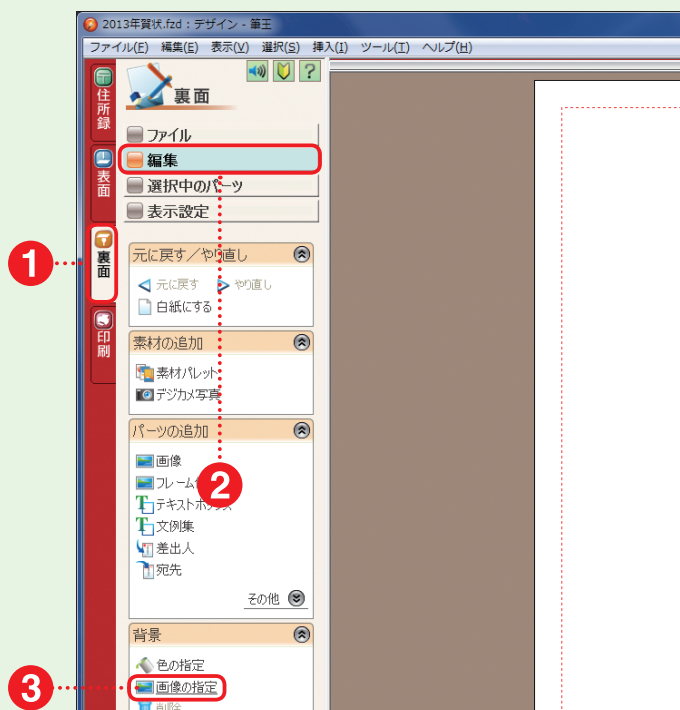 2013年賀状.fzd : デザイン - 筆王
ファイル(F) 編集(E) 表示(V) 選択(S) 挿入(I) ツール(T) ヘルプ(H)
住所録
表面
裏面
印刷
裏面
?
ファイル
編集
選択中のパーツ
表示設定
1
元に戻す/やり直し
元に戻す やり直し
白紙にする
素材の追加
素材パレット
デジカメ写真
パーツの追加
画像
2
テキストボックス
文例集
差出人
宛先
その他
背景
色の指定
3
画像の指定
削除